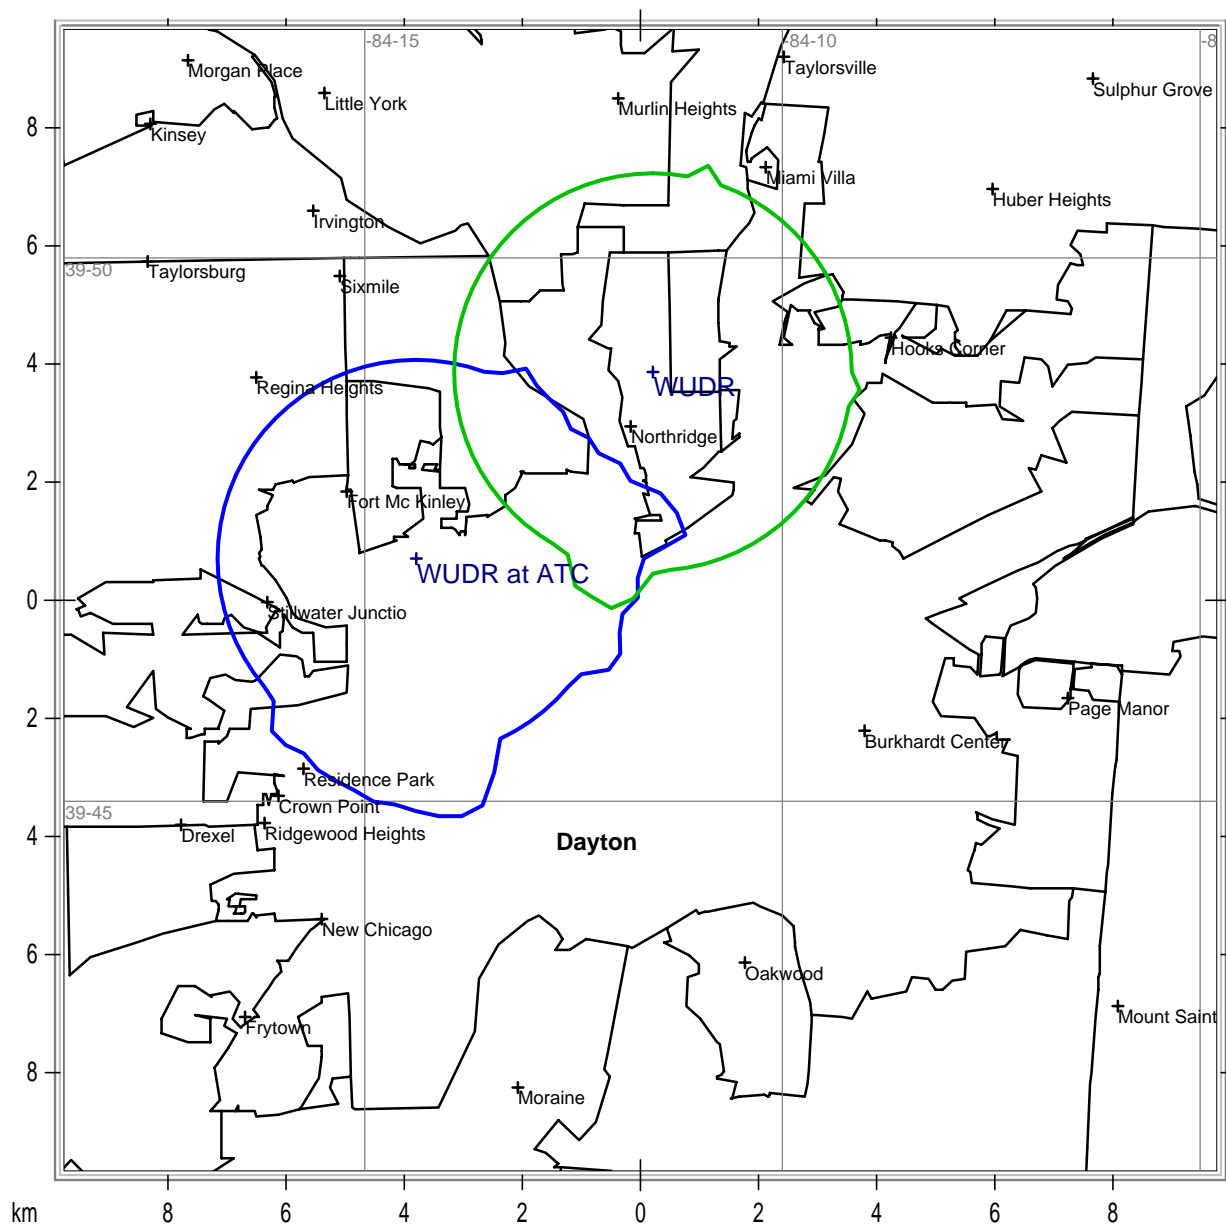 -84-15
-84-10
-8
Taylorsville
Morgan Place
Sulphur Grove
Little York
Murlin Heights
8
Kinsey
Miami Villa
Huber Heights
Irvington
6
39-50
Taylorsburg
Sixmile
Hooks Corner
4
Regina Heights
WUDR
Northridge
2
Fort Mc Kinley
WUDR at ATC
0
Stillwater Junctio
Page Manor
2
Burkhardt Center
Residence Park
Crown Point
39-45
Drexel
Ridgewood Heights
4
Dayton
New Chicago
6
Oakwood
Mount Saint
Frytown
8
Moraine
km
8 6 4 2 0 2 4 6 8